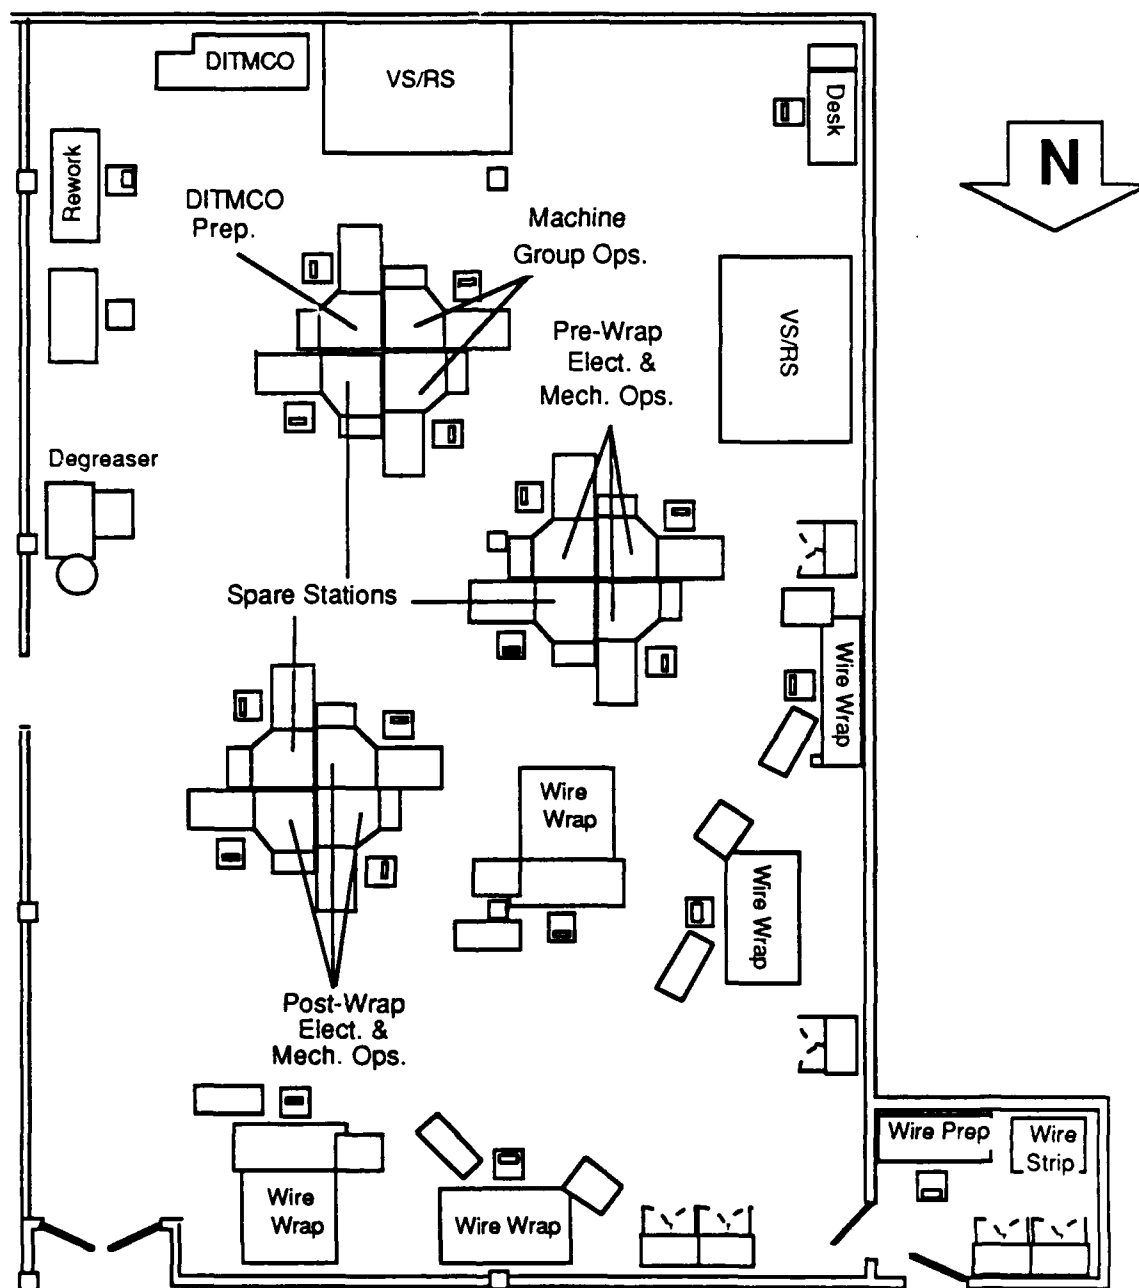 DITMCO
VS/RS
Desk
N
Rework
DITMCO
Prep.
Machine
Group Ops.
VS/RS
Pre-Wrap
Elect. &
Mech. Ops.
Degreaser
Spare Stations
Wire Wrap
Wire
Wrap
Wire Wrap
Post-Wrap
Elect. &
Mech. Ops.
Wire Prep
Wire
Strip
Wire
Wrap
Wire Wrap